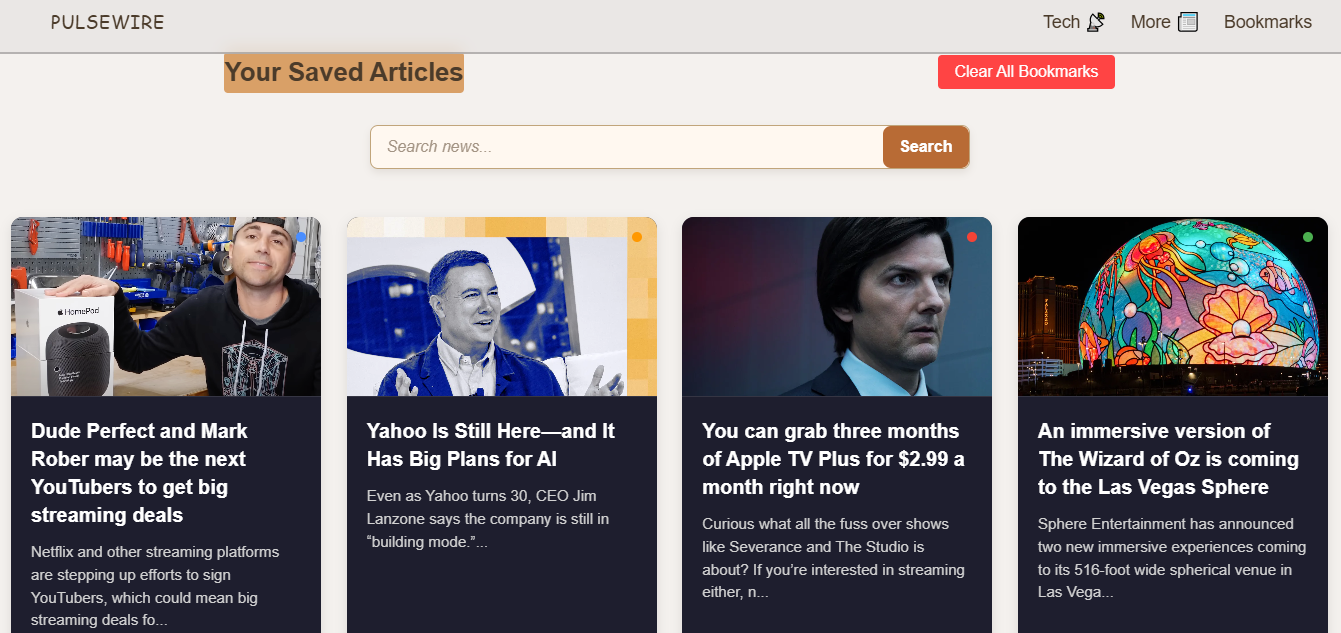 PULSEWIRE
Tech
More
Bookmarks
Your Saved Articles
Clear All Bookmarks
Search news...
Search
HomePod
Dude Perfect and Mark
Rober may be the next
YouTubers to get big
streaming deals
Netflix and other streaming platforms
are stepping up efforts to sign
YouTubers, which could mean big
streaming deals fo...
Yahoo Is Still Here—and It
Has Big Plans for AI
Even as Yahoo turns 30, CEO Jim
Lanzone says the company is still in
“building mode.”...
You can grab three months
of Apple TV Plus for $2.99 a
month right now
Curious what all the fuss over shows
like Severance and The Studio is
about? If you’re interested in streaming
either, n...
An immersive version of
The Wizard of Oz is coming
to the Las Vegas Sphere
Sphere Entertainment has announced
two new immersive experiences coming
to its 516-foot wide spherical venue in
Las Vega...